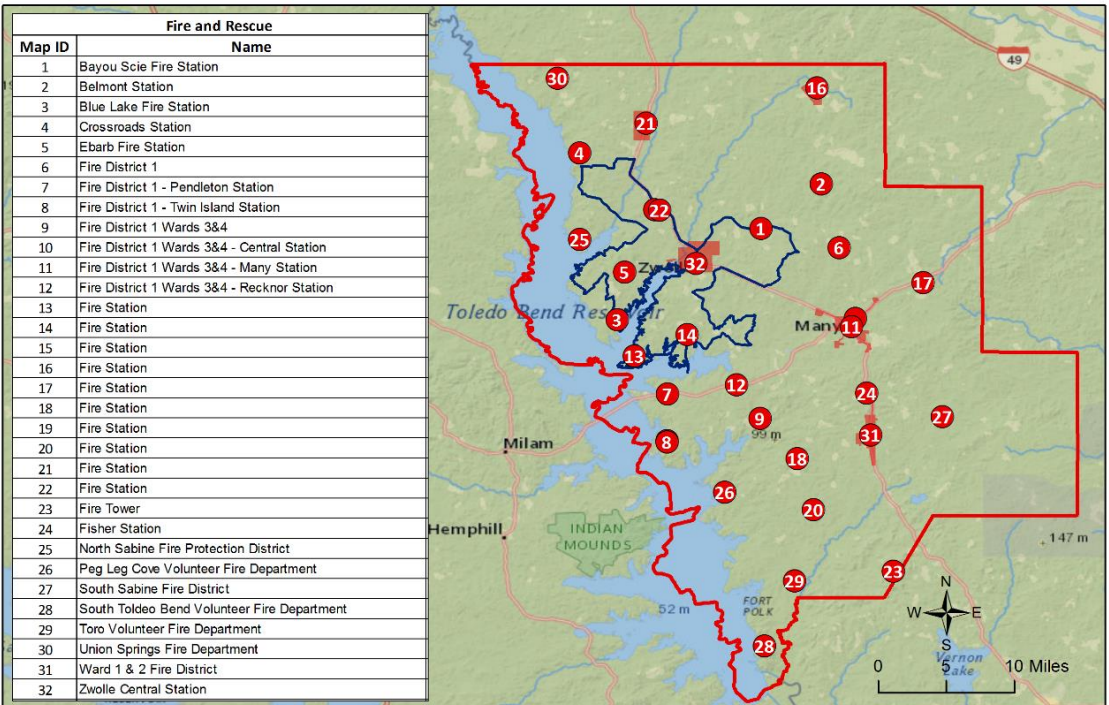 Fire and Rescue
Map ID Name
1 Bayou Scie Fire Station
2 Belmont Station
3 Blue Lake Fire Station
4 Crossroads Station
5 Ebarb Fire Station
6 Fire District 1
7 Fire District 1 - Pendleton Station
8 Fire District 1 - Twin Island Station
9 Fire District 1 Wards 3&4
10 Fire District 1 Wards 3&4 - Central Station
11 Fire District 1 Wards 3&4 - Many Station
12 Fire District 1 Wards 3&4 - Recknor Station
13 Fire Station
14 Fire Station
15 Fire Station
16 Fire Station
17 Fire Station
18 Fire Station
19 Fire Station
20 Fire Station
21 Fire Station
22 Fire Station
23 Fire Tower
24 Fisher Station
25 North Sabine Fire Protection District
26 Peg Leg Cove Volunteer Fire Department
27 South Sabine Fire District
28 South Toldeo Bend Volunteer Fire Department
29 Toro Volunteer Fire Department
30 Union Springs Fire Department
31 Ward 1 & 2 Fire District
32 Zwolle Central Station
49
30
16
21
4
2
22
1
25
6
32
5
17
Toledo Bend Reservoir
3
Many
11
14
13
12
7
24
9
27
99 m
31
8
Milam
18
26
20
Hemphill
INDIAN
MOUNDS
147 m
23
29
52 m
FORT
POLK
28
N
W E
S
Vernon
Lake
0 5 10 Miles